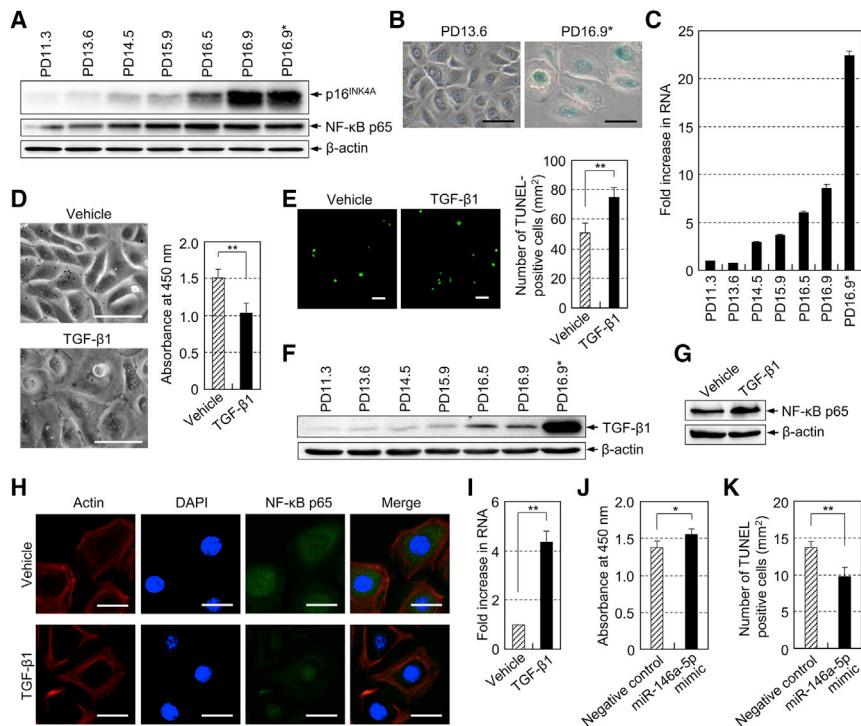 A
PD11.3
PD13.6
PD14.5
PD15.9
PD16.5
PD16.9
PD16.9*
p16INK4A
NF-κB p65
β-actin
B
PD13.6
PD16.9*
C
Fold increase in RNA
25
20
15
10
5
0
PD11.3
PD13.6
PD14.5
PD15.9
PD16.5
PD16.9
PD16.9*
D
Vehicle
TGF-β1
Absorbance at 450 nm
2.0
1.5
1.0
0.5
0
**
Vehicle
TGF-β1
E
Vehicle
TGF-β1
Number of TUNEL-
positive cells (mm2)
100
80
60
40
20
0
**
Vehicle
TGF-β1
F
PD11.3
PD13.6
PD14.5
PD15.9
PD16.5
PD16.9
PD16.9*
TGF-β1
β-actin
G
Vehicle
TGF-β1
NF-κB p65
β-actin
H
Actin
DAPI
NF-κB p65
Merge
Vehicle
TGF-β1
I
Fold increase in RNA
6
4
2
0
**
Vehicle
TGF-β1
J
Absorbance at 450 nm
2.0
1.5
1.0
0.5
0
*
Negative control
miR-146a-5p
mimic
K
Number of TUNEL
positive cells (mm2)
20
15
10
5
0
**
Negative control
miR-146a-5p
mimic